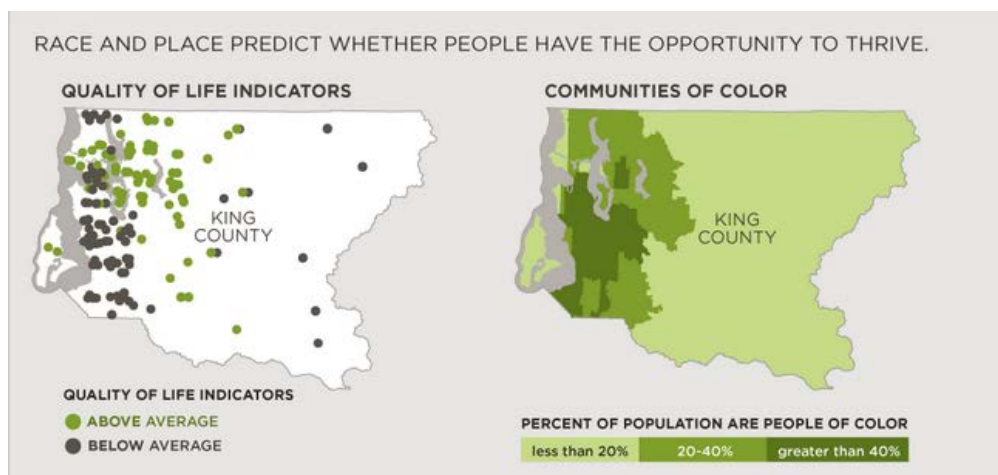 RACE AND PLACE PREDICT WHETHER PEOPLE HAVE THE OPPORTUNITY TO THRIVE.
QUALITY OF LIFE INDICATORS
KING
COUNTY
QUALITY OF LIFE INDICATORS
ABOVE AVERAGE
BELOW AVERAGE
COMMUNITIES OF COLOR
KING
COUNTY
PERCENT OF POPULATION ARE PEOPLE OF COLOR
less than 20%
20-40%
greater than 40%